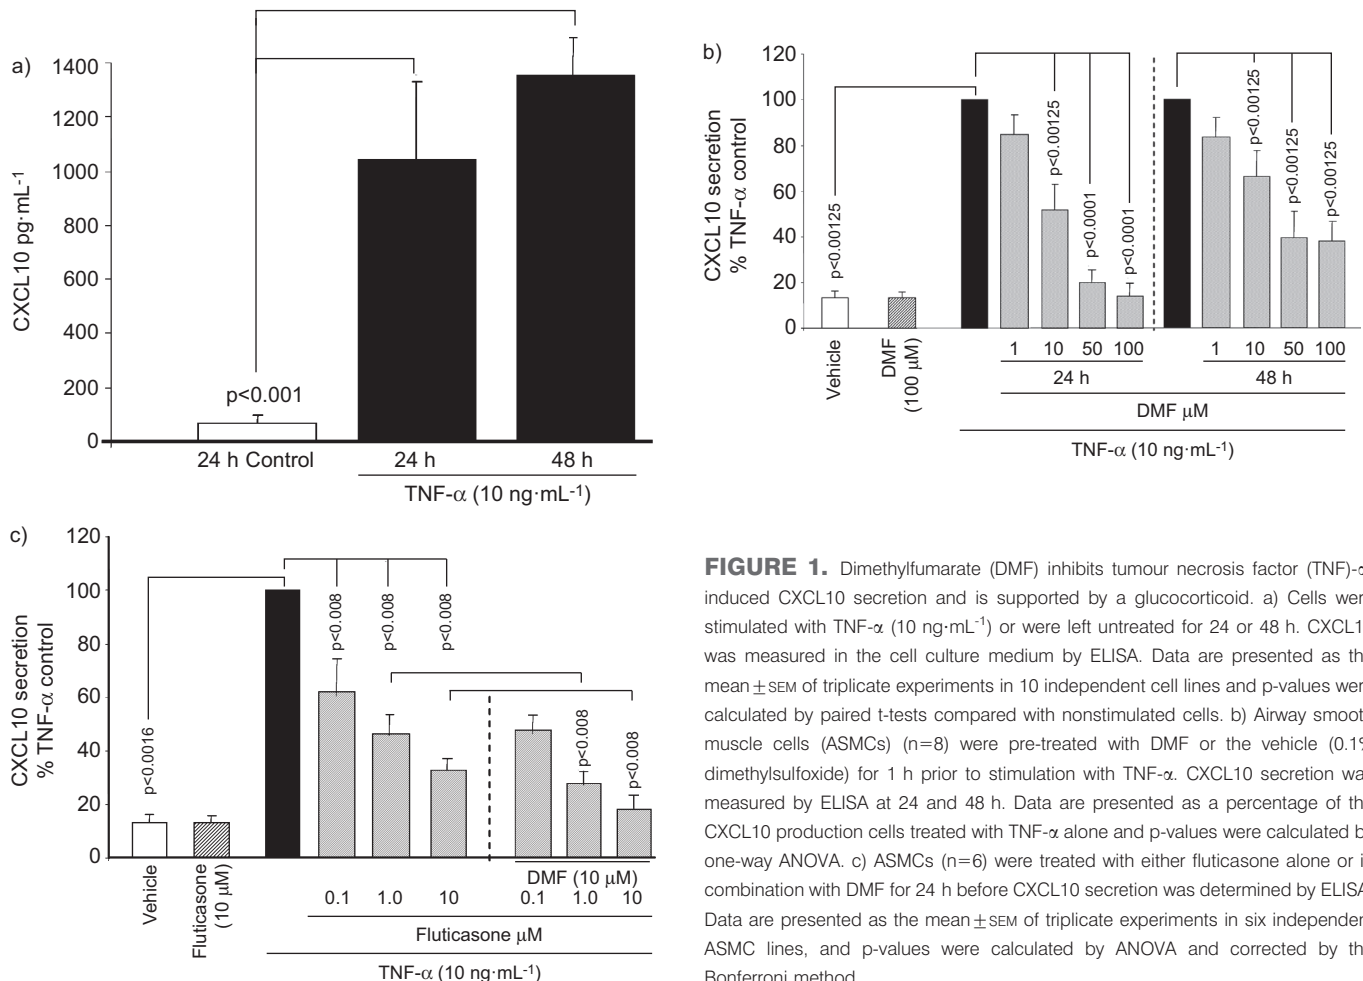 a)
1400
1200
1000
800
600
400
200
0
CXCL10 pg·mL-1
p<0.001
24 h Control
24 h
48 h
TNF-α (10 ng·mL-1)
b)
120
100
80
60
40
20
0
CXCL10 secretion
% TNF-α control
p<0.00125
p<0.00125
p<0.0001
p<0.0001
p<0.00125
p<0.00125
p<0.00125
Vehicle
DMF
(100 μM)
1 10 50 100
1 10 50 100
24 h
48 h
DMF μM
TNF-α (10 ng·mL-1)
c)
120
100
80
60
40
20
0
CXCL10 secretion
% TNF-α control
p<0.0016
p<0.008
p<0.008
p<0.008
p<0.008
p<0.008
Vehicle
Fluticasone
(10 μM)
DMF (10 μM)
0.1 1.0 10
0.1 1.0 10
Fluticasone μM
TNF-α (10 ng·mL-1)
FIGURE 1. Dimethylfumarate (DMF) inhibits tumour necrosis factor (TNF)-α
induced CXCL10 secretion and is supported by a glucocorticoid. a) Cells wer
stimulated with TNF-α (10 ng·mL-1) or were left untreated for 24 or 48 h. CXCL1
was measured in the cell culture medium by ELISA. Data are presented as th
mean±SEM of triplicate experiments in 10 independent cell lines and p-values wer
calculated by paired t-tests compared with nonstimulated cells. b) Airway smoot
muscle cells (ASMCs) (n=8) were pre-treated with DMF or the vehicle (0.1%
dimethylsulfoxide) for 1 h prior to stimulation with TNF-α. CXCL10 secretion wa
measured by ELISA at 24 and 48 h. Data are presented as a percentage of th
CXCL10 production cells treated with TNF-α alone and p-values were calculated b
one-way ANOVA. c) ASMCs (n=6) were treated with either fluticasone alone or i
combination with DMF for 24 h before CXCL10 secretion was determined by ELISA
Data are presented as the mean±SEM of triplicate experiments in six independen
ASMC lines, and p-values were calculated by ANOVA and corrected by th
Bonferroni method